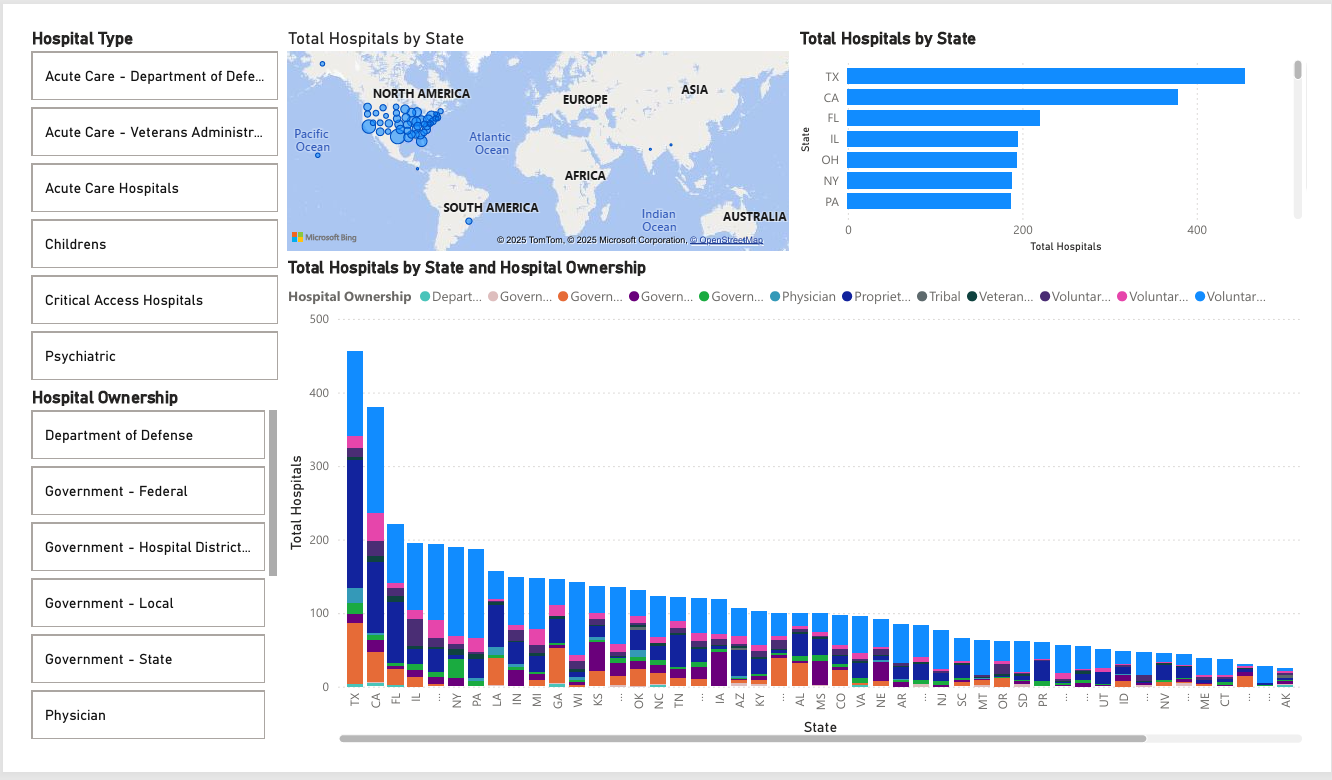 Hospital Type
Acute Care - Department of Defe...
Acute Care - Veterans Administr...
Acute Care Hospitals
Childrens
Critical Access Hospitals
Psychiatric
Hospital Ownership
Department of Defense
Government - Federal
Government - Hospital District...
Government - Local
Government - State
Physician
Total Hospitals by State
NORTH AMERICA
EUROPE
ASIA
Pacific
Ocean
Atlantic
Ocean
AFRICA
SOUTH AMERICA
Indian
Ocean
AUSTRALIA
Microsoft Bing
© 2025 TomTom, © 2025 Microsoft Corporation, © OpenStreetMap
Total Hospitals by State
State
TX
CA
FL
IL
OH
NY
PA
0 200 400
Total Hospitals
Total Hospitals by State and Hospital Ownership
Hospital Ownership Depart... Govern... Govern... Govern... Govern... Physician Propriet... Tribal Veteran... Voluntar... Voluntar... Voluntar...
Total Hospitals
500
400
300
200
100
0
TX CA FL IL ... NY PA LA IN MI GA WI KS ... OK NC TN ... IA AZ KY ... AL MS CO VA NE AR ... NJ SC MT OR SD PR ... ... UT ID ... NV ... ME CT ... ... AK
State